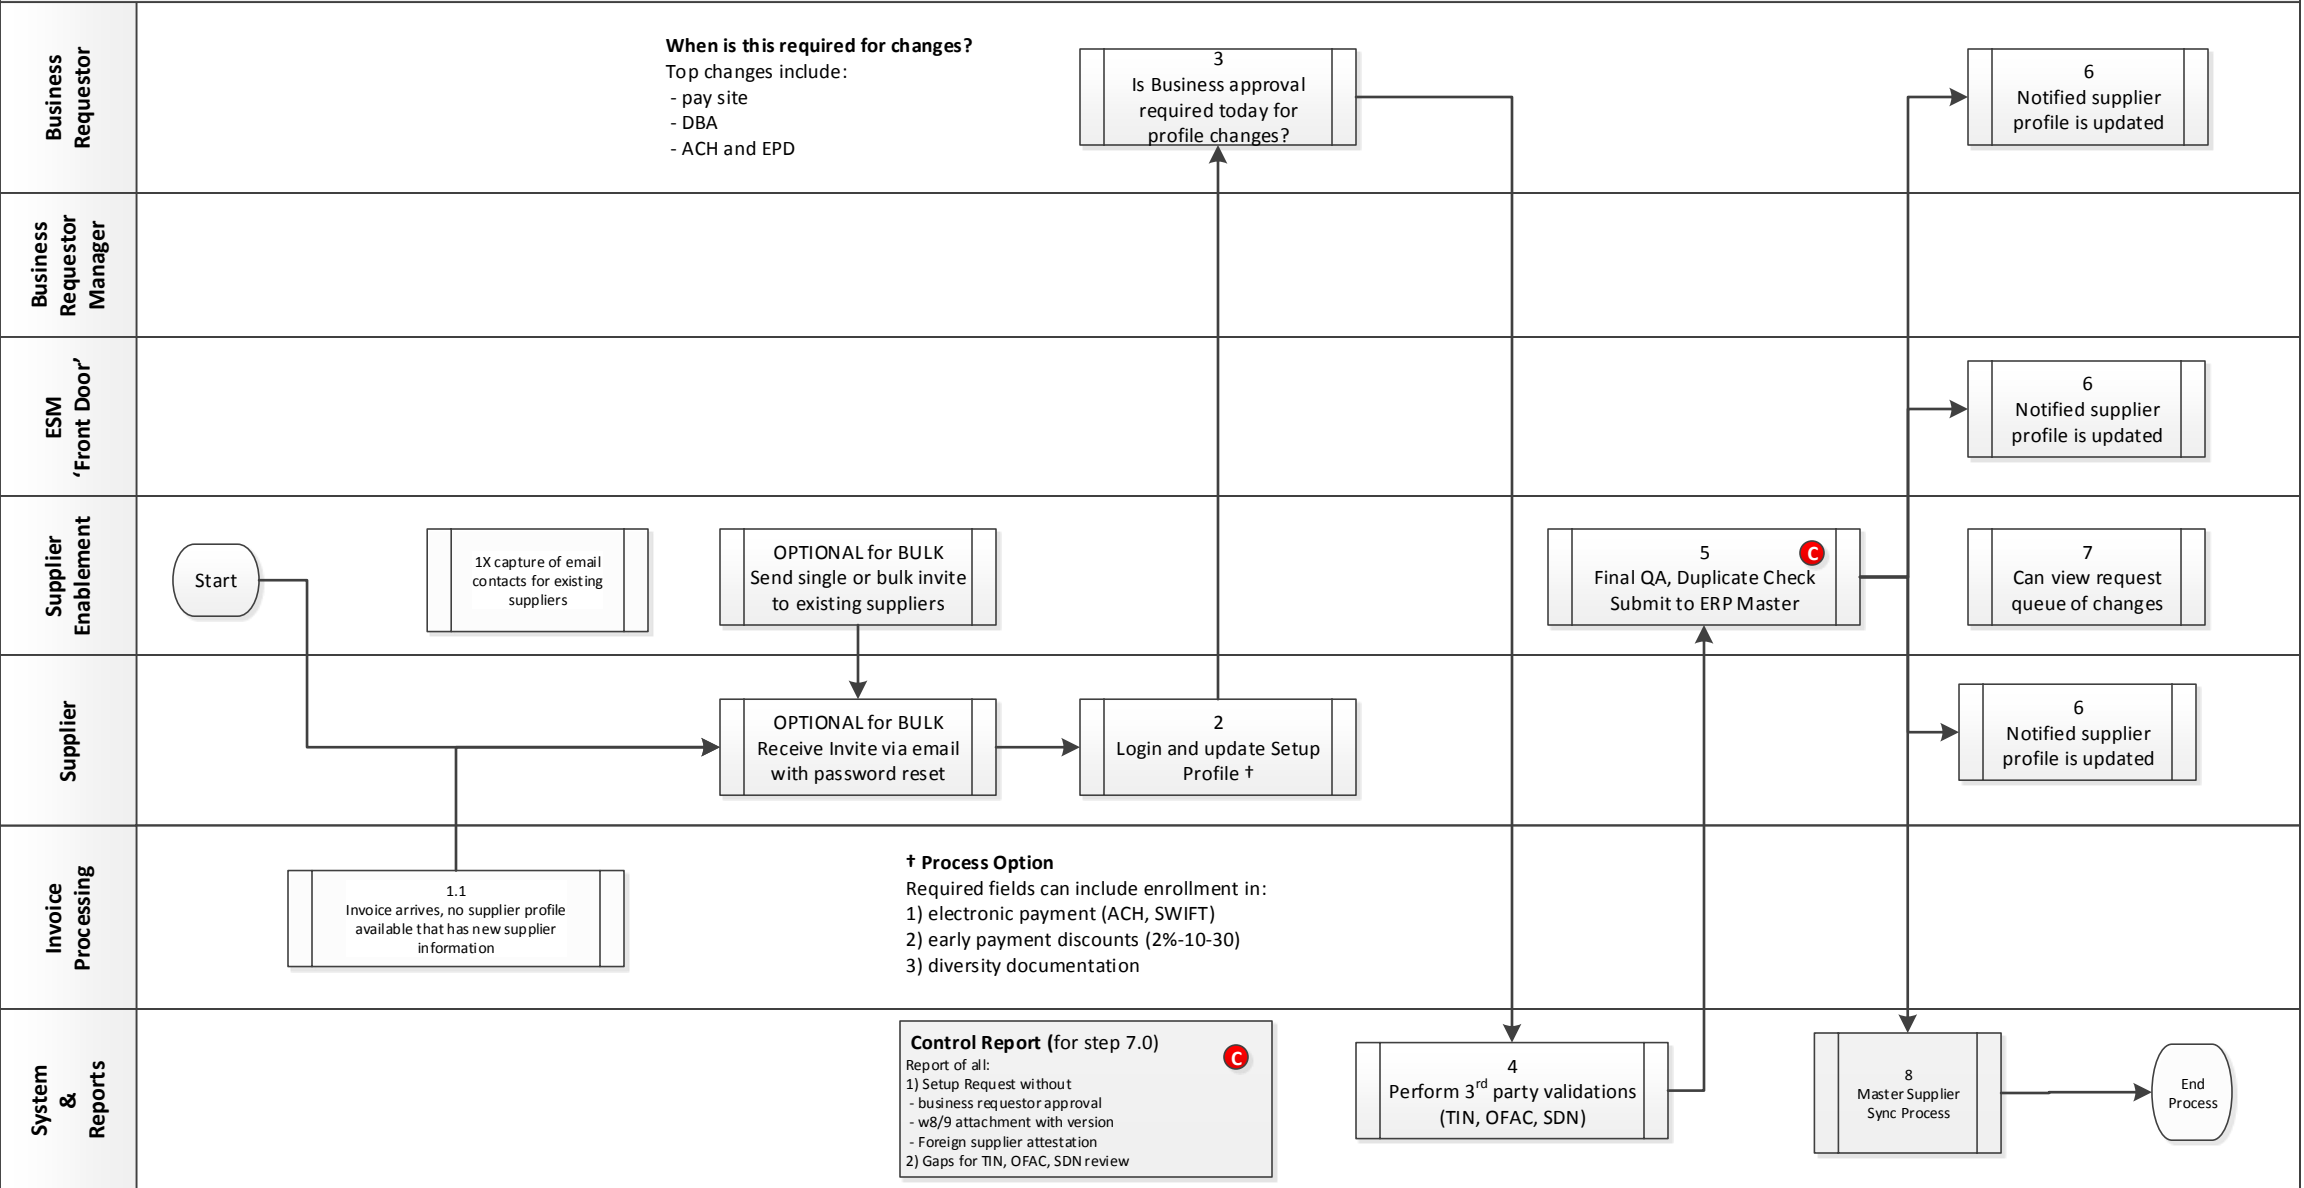 Business
Requestor
When is this required for changes?
Top changes include:
- pay site
- DBA
- ACH and EPD
3
Is Business approval
required today for
profile changes?
6
Notified supplier
profile is updated
Business
Requestor
Manager
ESM
‘Front Door’
6
Notified supplier
profile is updated
Supplier
Enablement
Start
1X capture of email
contacts for existing
suppliers
OPTIONAL for BULK
Send single or bulk invite
to existing suppliers
5
C
Final QA, Duplicate Check
Submit to ERP Master
7
Can view request
queue of changes
Supplier
OPTIONAL for BULK
Receive Invite via email
with password reset
2
Login and update Setup
Profile †
6
Notified supplier
profile is updated
Invoice
Processing
1.1
Invoice arrives, no supplier profile
available that has new supplier
information
† Process Option
Required fields can include enrollment in:
1) electronic payment (ACH, SWIFT)
2) early payment discounts (2%-10-30)
3) diversity documentation
System
&
Reports
Control Report (for step 7.0)
C
Report of all:
1) Setup Request without
- business requestor approval
- w8/9 attachment with version
- Foreign supplier attestation
2) Gaps for TIN, OFAC, SDN review
4
Perform 3rd party validations
(TIN, OFAC, SDN)
8
Master Supplier
Sync Process
End
Process